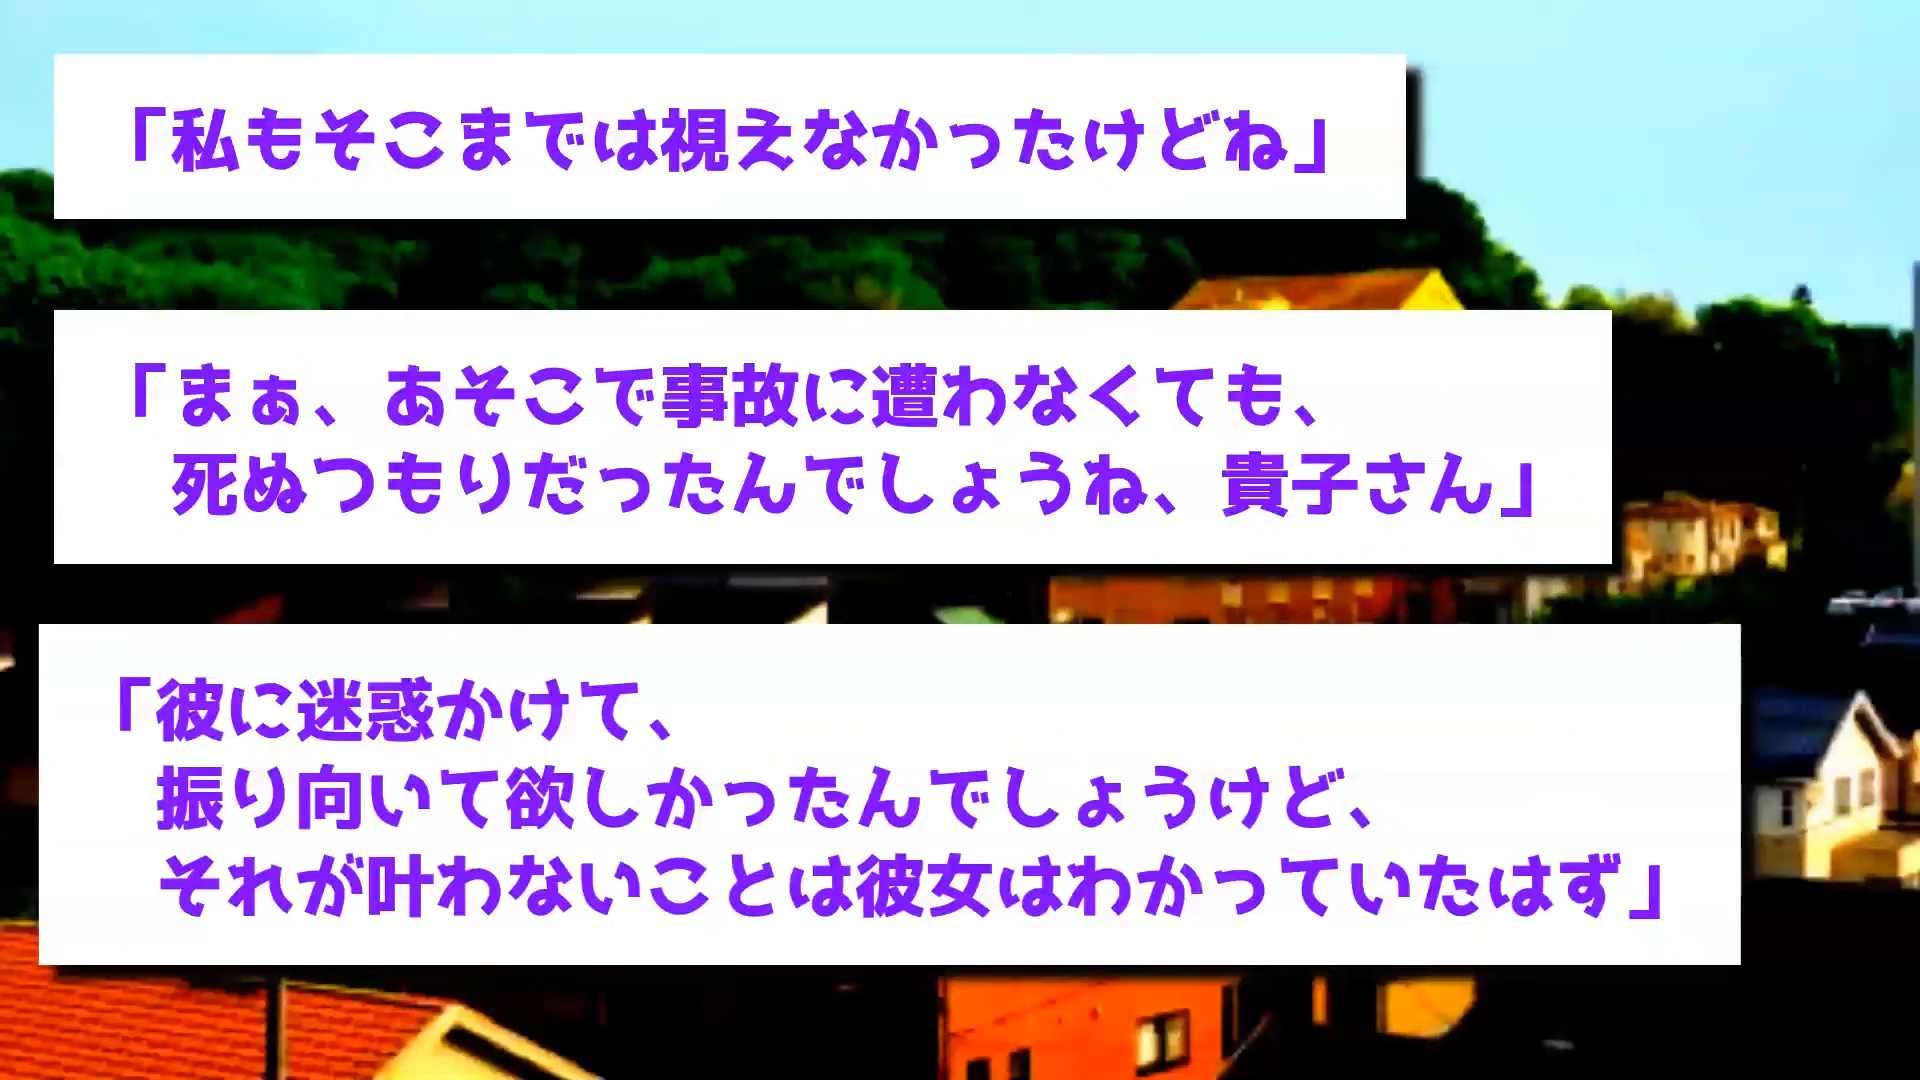 「私もそこまでは視えなかったけどね」
「まぁ、あそこで事故に遭わなくても、
死ぬつもりだったんでしょうね、貴子さん」
「彼に迷惑かけて、
振り向いて欲しかったんでしょうけど、
それが叶わないことは彼女はわかっていたはず」